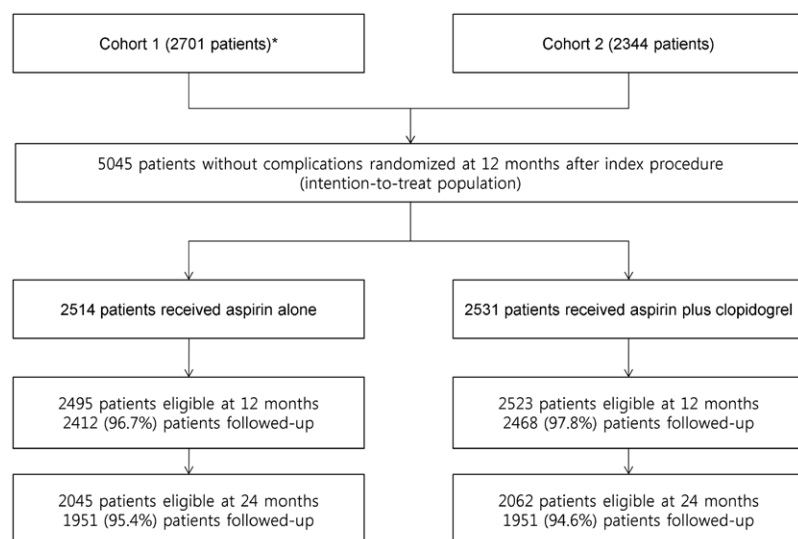 Cohort 1 (2701 patients)*
Cohort 2 (2344 patients)
5045 patients without complications randomized at 12 months after index procedure
(intention-to-treat population)
2514 patients received aspirin alone
2531 patients received aspirin plus clopidogrel
2495 patients eligible at 12 months
2412 (96.7%) patients followed-up
2523 patients eligible at 12 months
2468 (97.8%) patients followed-up
2045 patients eligible at 24 months
1951 (95.4%) patients followed-up
2062 patients eligible at 24 months
1951 (94.6%) patients followed-up